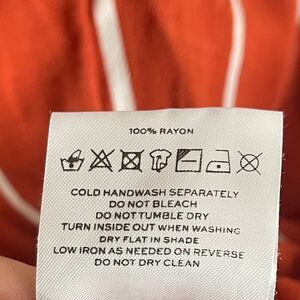 100% RAYON
COLD HANDWASH SEPARATELY
DO NOT BLEACH
DO NOT TUMBLE DRY
TURN INSIDE OUT WHEN WASHING
DRY FLAT IN SHADE
LOW IRON AS NEEDED ON REVERSE
DO NOT DRY CLEAN